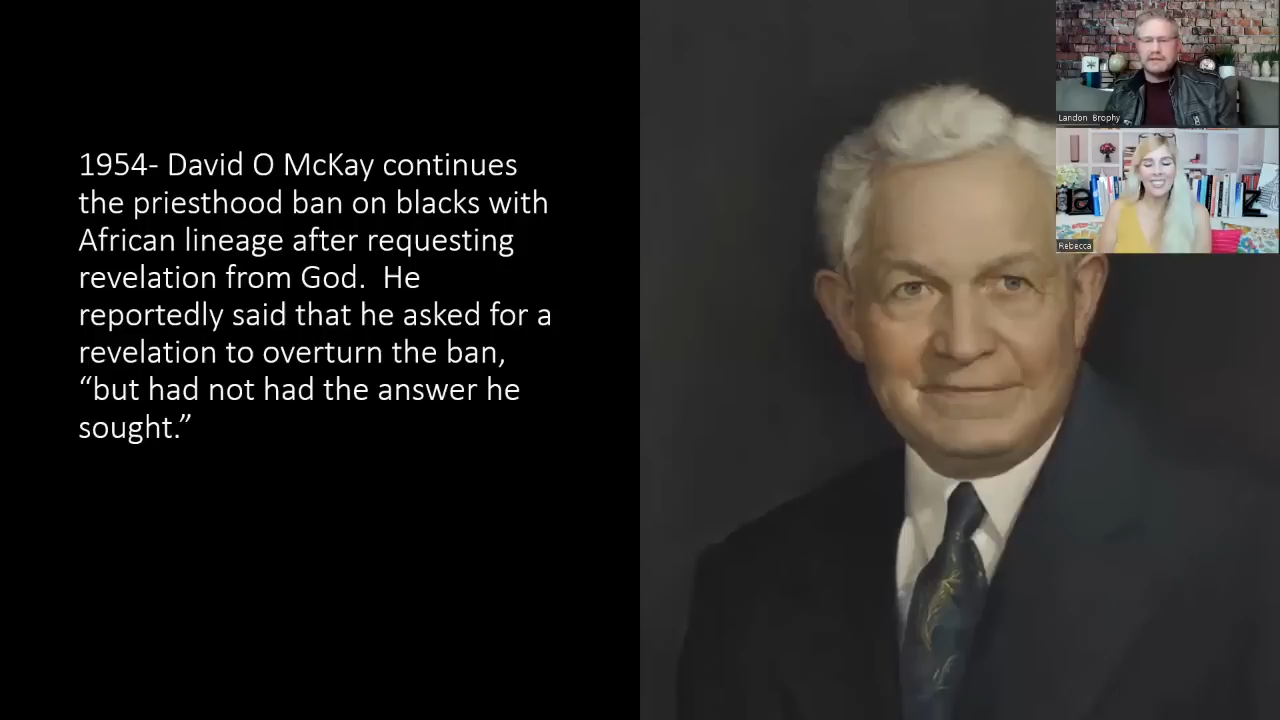 1954- David O McKay continues
the priesthood ban on blacks with
African lineage after requesting
revelation from God.  He
reportedly said that he asked for a
revelation to overturn the ban,
“but had not had the answer he
sought.”
Landon Brophy
Rebecca